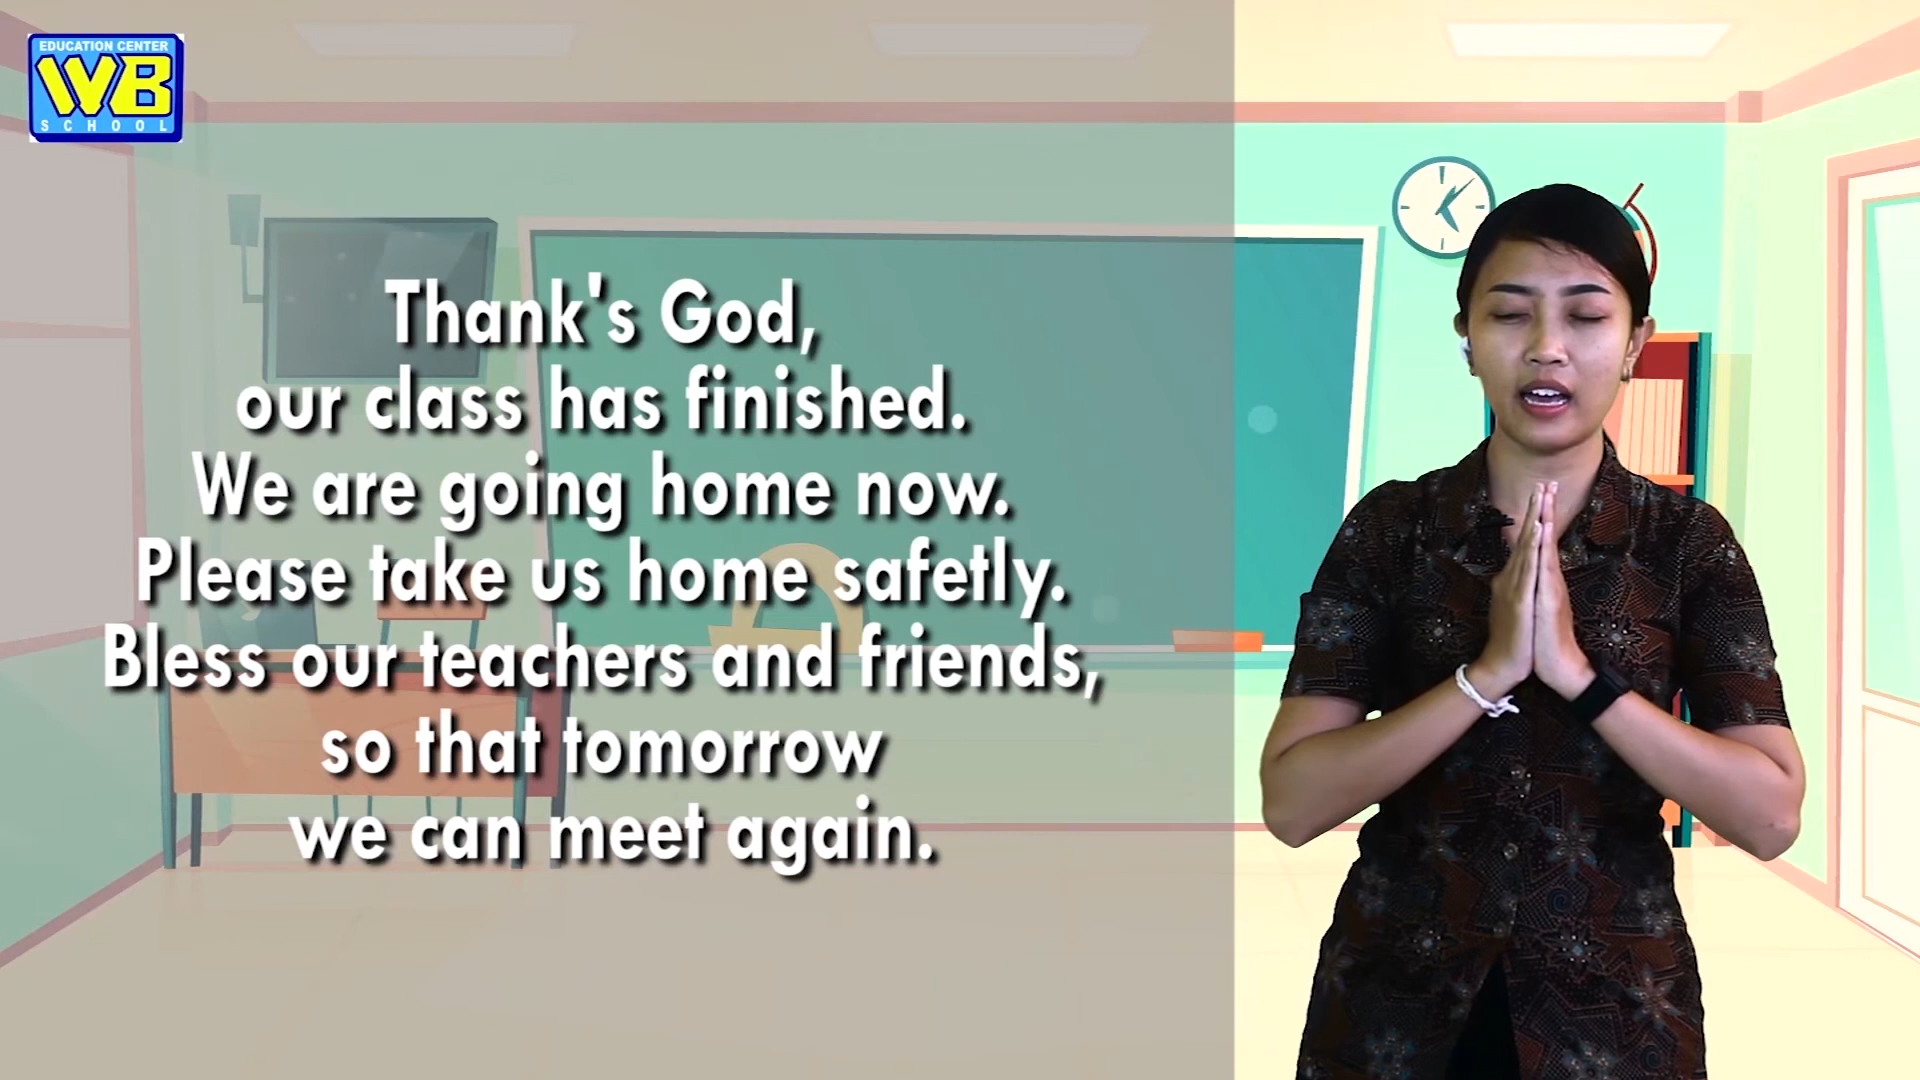 EDUCATION CENTER
WB
SCHOOL
Thank's God,
our class has finished.
We are going home now.
Please take us home safetly.
Bless our teachers and friends,
so that tomorrow
we can meet again.